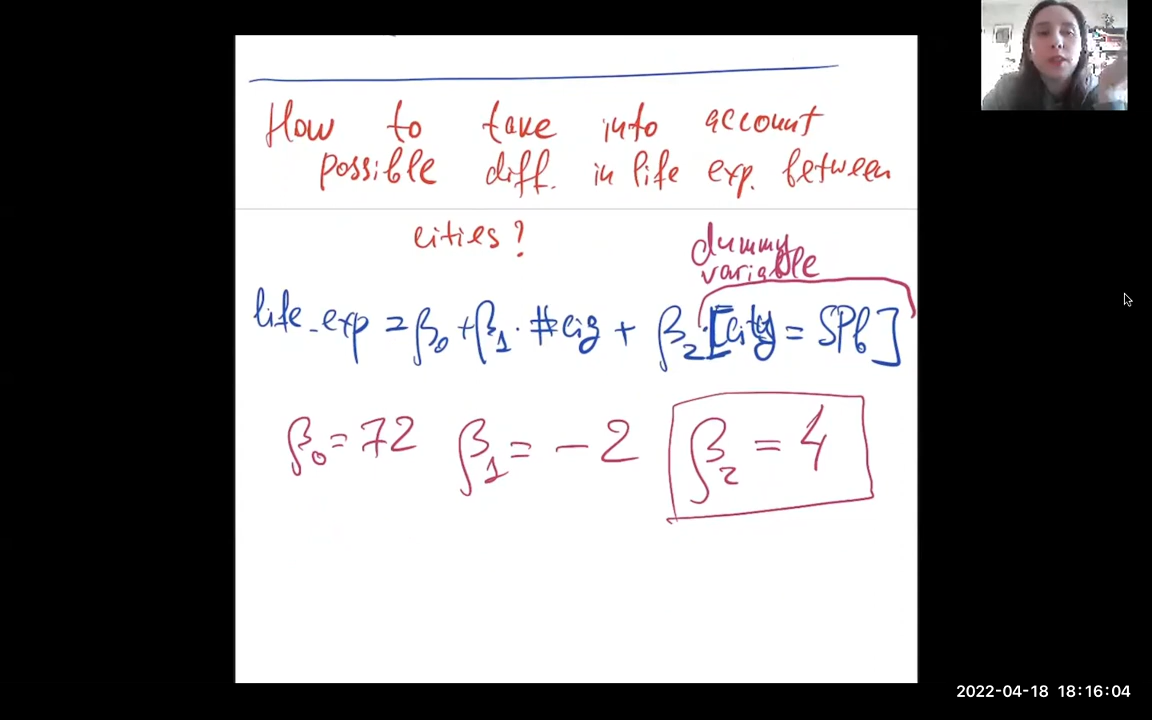 How to take into account
possible diff. in life exp. between
cities?
dummy
variable
life_exp = β₀ + β₁ · #cig + β₂ · [city = SPb]
β₀ = 72 β₁ = -2 β₂ = 4
2022-04-18 18:16:04